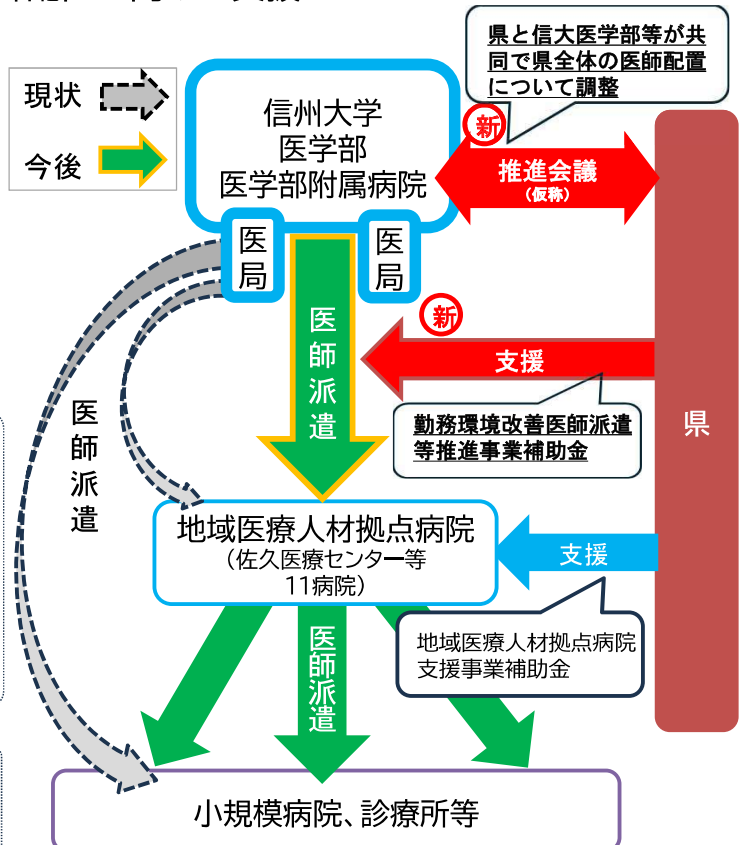 県と信大医学部等が共
同で県全体の医師配置
について調整
現状
今後
信州大学
医学部
医学部附属病院
新
推進会議
（仮称）
医局
医局
医師派遣
新
支援
勤務環境改善医師派遣
等推進事業補助金
県
医師派遣
地域医療人材拠点病院
（佐久医療センター等
11病院）
支援
地域医療人材拠点病院
支援事業補助金
医師派遣
小規模病院、診療所等